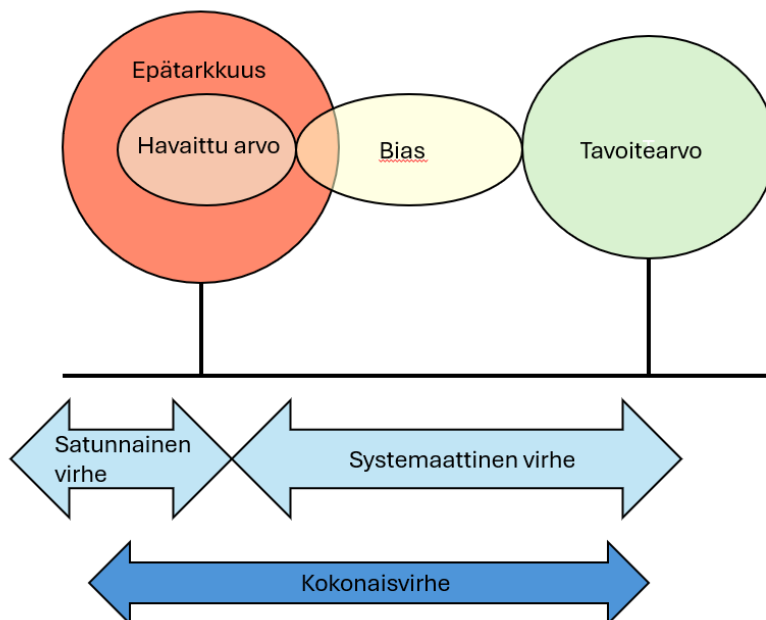 Epätarkkuus
Havaittu arvo
Bias
Tavoitearvo
Satunnainen
virhe
Systemaattinen virhe
Kokonaisvirhe